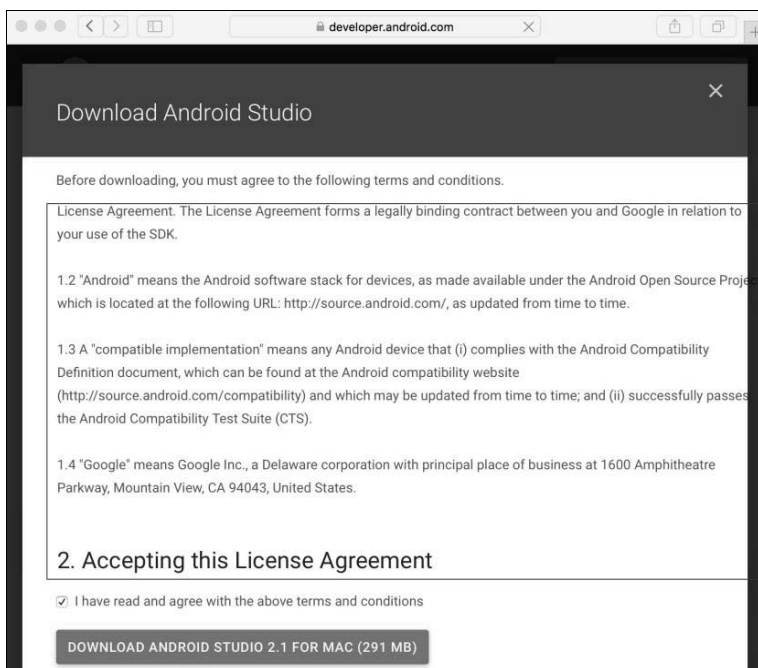 developer.android.com
Download Android Studio
Before downloading, you must agree to the following terms and conditions.
License Agreement. The License Agreement forms a legally binding contract between you and Google in relation to
your use of the SDK.
1.2 "Android" means the Android software stack for devices, as made available under the Android Open Source Projec
which is located at the following URL: http://source.android.com/, as updated from time to time.
1.3 A "compatible implementation" means any Android device that (i) complies with the Android Compatibility
Definition document, which can be found at the Android compatibility website
(http://source.android.com/compatibility) and which may be updated from time to time; and (ii) successfully passes
the Android Compatibility Test Suite (CTS).
1.4 "Google" means Google Inc., a Delaware corporation with principal place of business at 1600 Amphitheatre
Parkway, Mountain View, CA 94043, United States.
2. Accepting this License Agreement
I have read and agree with the above terms and conditions
DOWNLOAD ANDROID STUDIO 2.1 FOR MAC (291 MB)